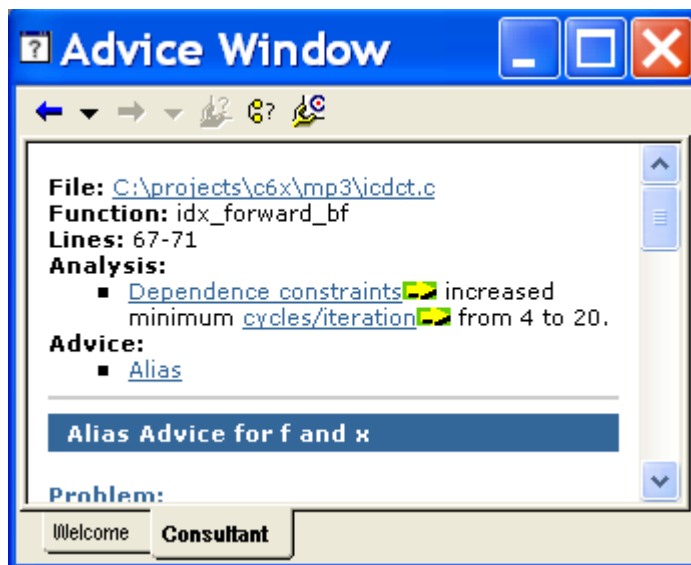 Advice Window
File: C:\projects\c6x\mp3\icdct.c
Function: idx_forward_bf
Lines: 67-71
Analysis:
Dependence constraints increased
minimum cycles/iteration from 4 to 20.
Advice:
Alias
Alias Advice for f and x
Problem:
Welcome Consultant